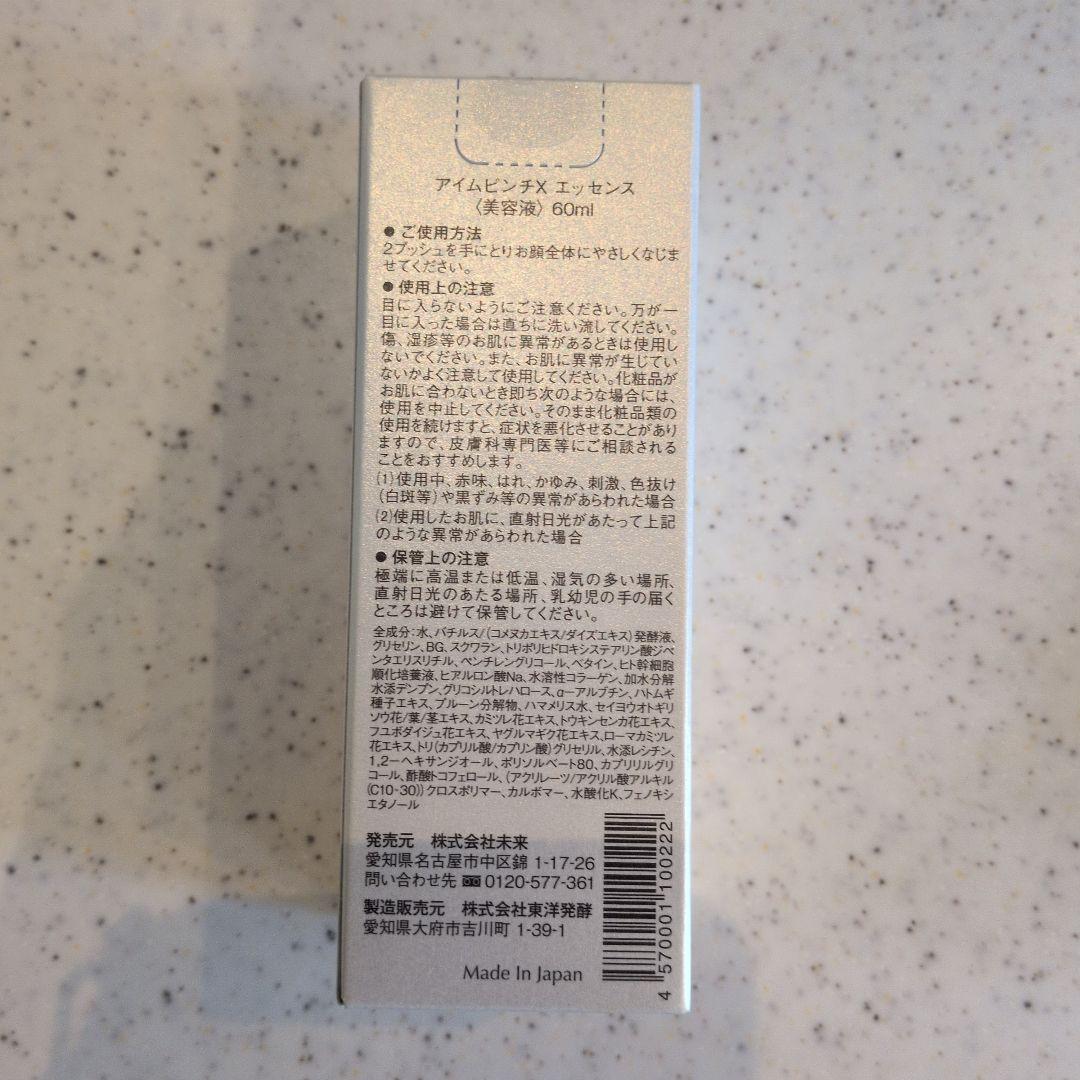 アイムピンチX エッセンス
〈美容液〉 60ml
● ご使用方法
2プッシュを手にとりお顔全体にやさしくなじま
せてください。
● 使用上の注意
目に入らないようにご注意ください。万が一
目に入った場合は直ちに洗い流してください。
傷、湿疹等のお肌に異常があるときは使用し
ないでください。また、お肌に異常が生じてい
ないかよく注意して使用してください。化粧品が
お肌に合わないとき即ち次のような場合には、
使用を中止してください。そのまま化粧品類の
使用を続けますと、症状を悪化させることがあり
ますので、皮膚科専門医等にご相談される
ことをおすすめします。
(1)使用中、赤味、はれ、かゆみ、刺激、色抜け
(白斑等)や黒ずみ等の異常があらわれた場合
(2)使用したお肌に、直射日光があたって上記
のような異常があらわれた場合
● 保管上の注意
極端に高温または低温、湿気の多い場所、
直射日光のあたる場所、乳幼児の手の届く
ところは避けて保管してください。
全成分:水、バチルス/(コメヌカエキス/ダイズエキス)発酵液、
グリセリン、BG、スクワラン、トリポリヒドロキシステアリン酸ジペ
ンタエリスリチル、ペンチレングリコール、ベタイン、ヒト幹細胞
順化培養液、ヒアルロン酸Na、水溶性コラーゲン、加水分解
水添デンプン、グリコシルトレハロース、α－アルブチン、ハトムギ
種子エキス、プルーン分解物、ハマメリス水、セイヨウオトギリ
ソウ花/葉/茎エキス、カミツレ花エキス、トウキンセンカ花エキス、
フユボダイジュ花エキス、ヤグルマギク花エキス、ローマカミツレ
花エキス、トリ(カプリル酸/カプリン酸)グリセリル、水添レシチン、
1,2－ヘキサンジオール、ポリソルベート80、カプリリルグリ
コール、酢酸トコフェロール、(アクリレーツ/アクリル酸アルキル
(C10-30))クロスポリマー、カルボマー、水酸化K、フェノキシ
エタノール
発売元 株式会社未来
愛知県名古屋市中区錦 1-17-26
問い合わせ先 0120-577-361
製造販売元 株式会社東洋発酵
愛知県大府市吉川町 1-39-1
Made In Japan
4 570001 100222